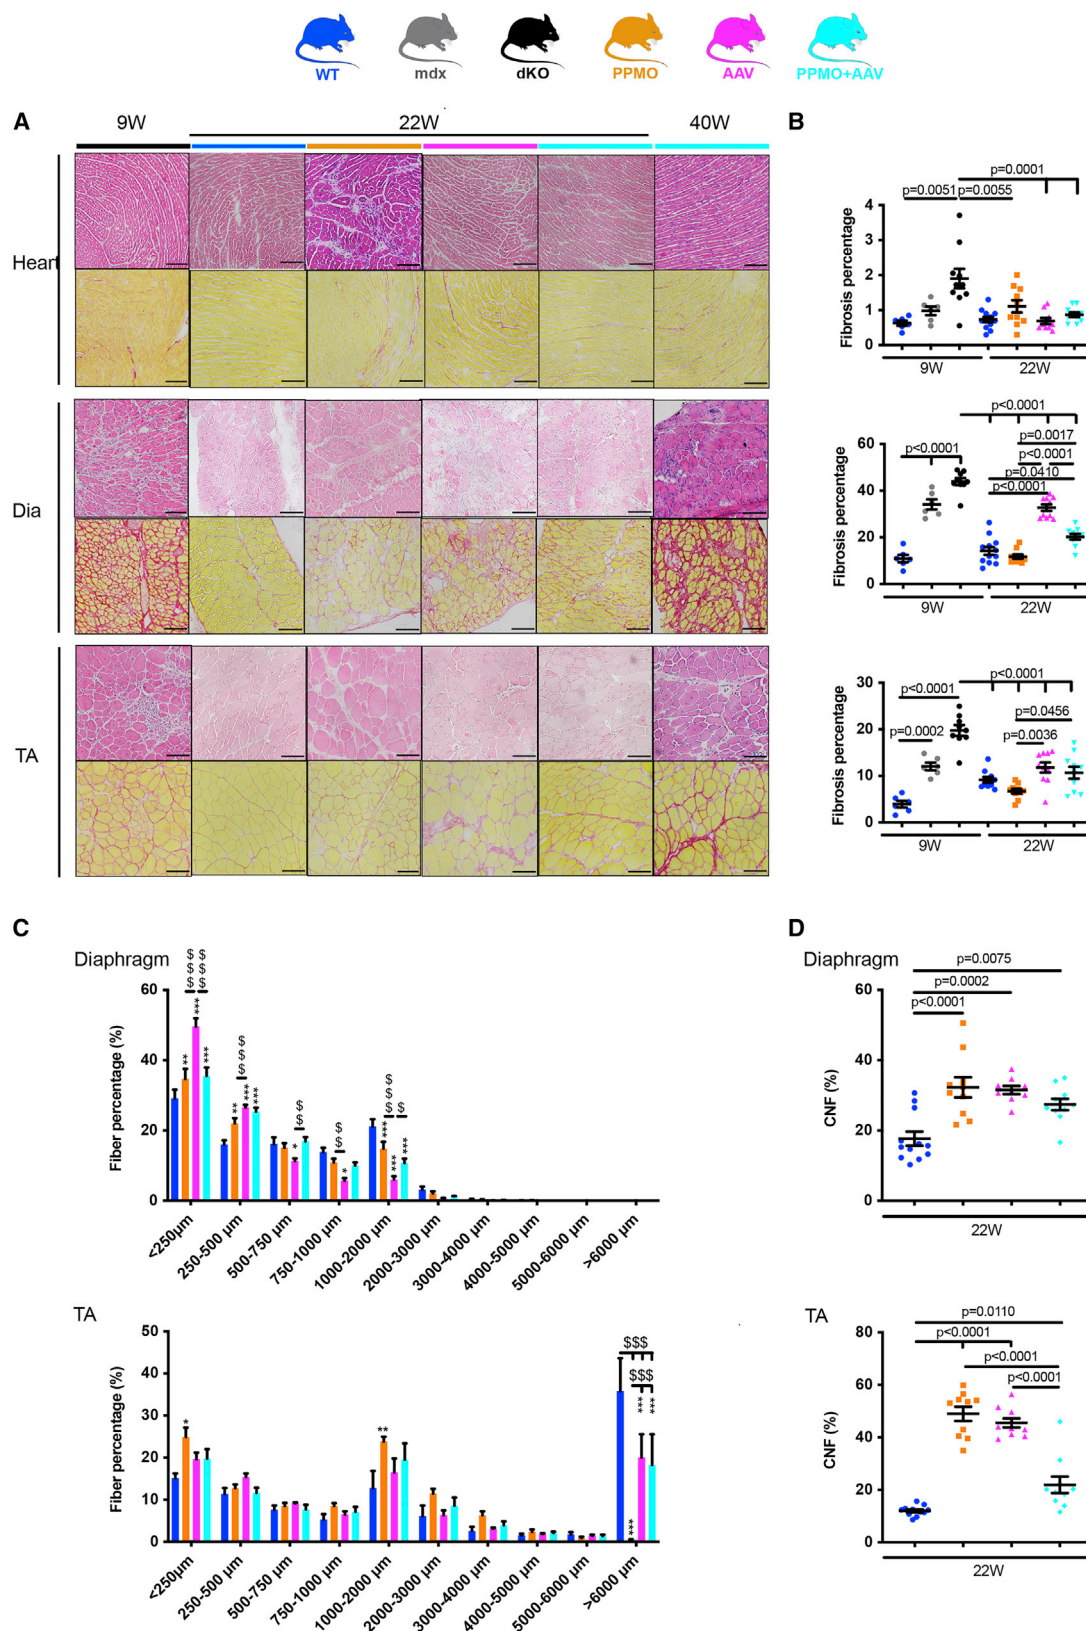 WT mdx dKO PPMO AAV PPMO+AAV
A
9W 22W 40W
Heart
Dia
TA
B
p=0.0001
p=0.0051 p=0.0055
Fibrosis percentage
4
3
2
1
0
9W 22W
p<0.0001
p=0.0017
p<0.0001
p<0.0001
p=0.0410
p<0.0001
Fibrosis percentage
60
40
20
0
9W 22W
p<0.0001
p<0.0001
p=0.0456
p=0.0002
p=0.0036
Fibrosis percentage
30
20
10
0
9W 22W
C
Diaphragm
Fiber percentage (%)
60
40
20
0
$$$ $$$
** *** ***
$$$
** *** ***
$$
*
$$
*
$$$ $
*** *** ***
<250µm
250-500 µm
500-750 µm
750-1000 µm
1000-2000 µm
2000-3000 µm
3000-4000 µm
4000-5000 µm
5000-6000 µm
>6000 µm
TA
Fiber percentage (%)
50
40
30
20
10
0
*
**
$$$
$$$
*** *** ***
<250µm
250-500 µm
500-750 µm
750-1000 µm
1000-2000 µm
2000-3000 µm
3000-4000 µm
4000-5000 µm
5000-6000 µm
>6000 µm
D
Diaphragm
p=0.0075
p=0.0002
p<0.0001
CNF (%)
60
40
20
0
22W
TA
p=0.0110
p<0.0001
p<0.0001
p<0.0001
CNF (%)
80
60
40
20
0
22W